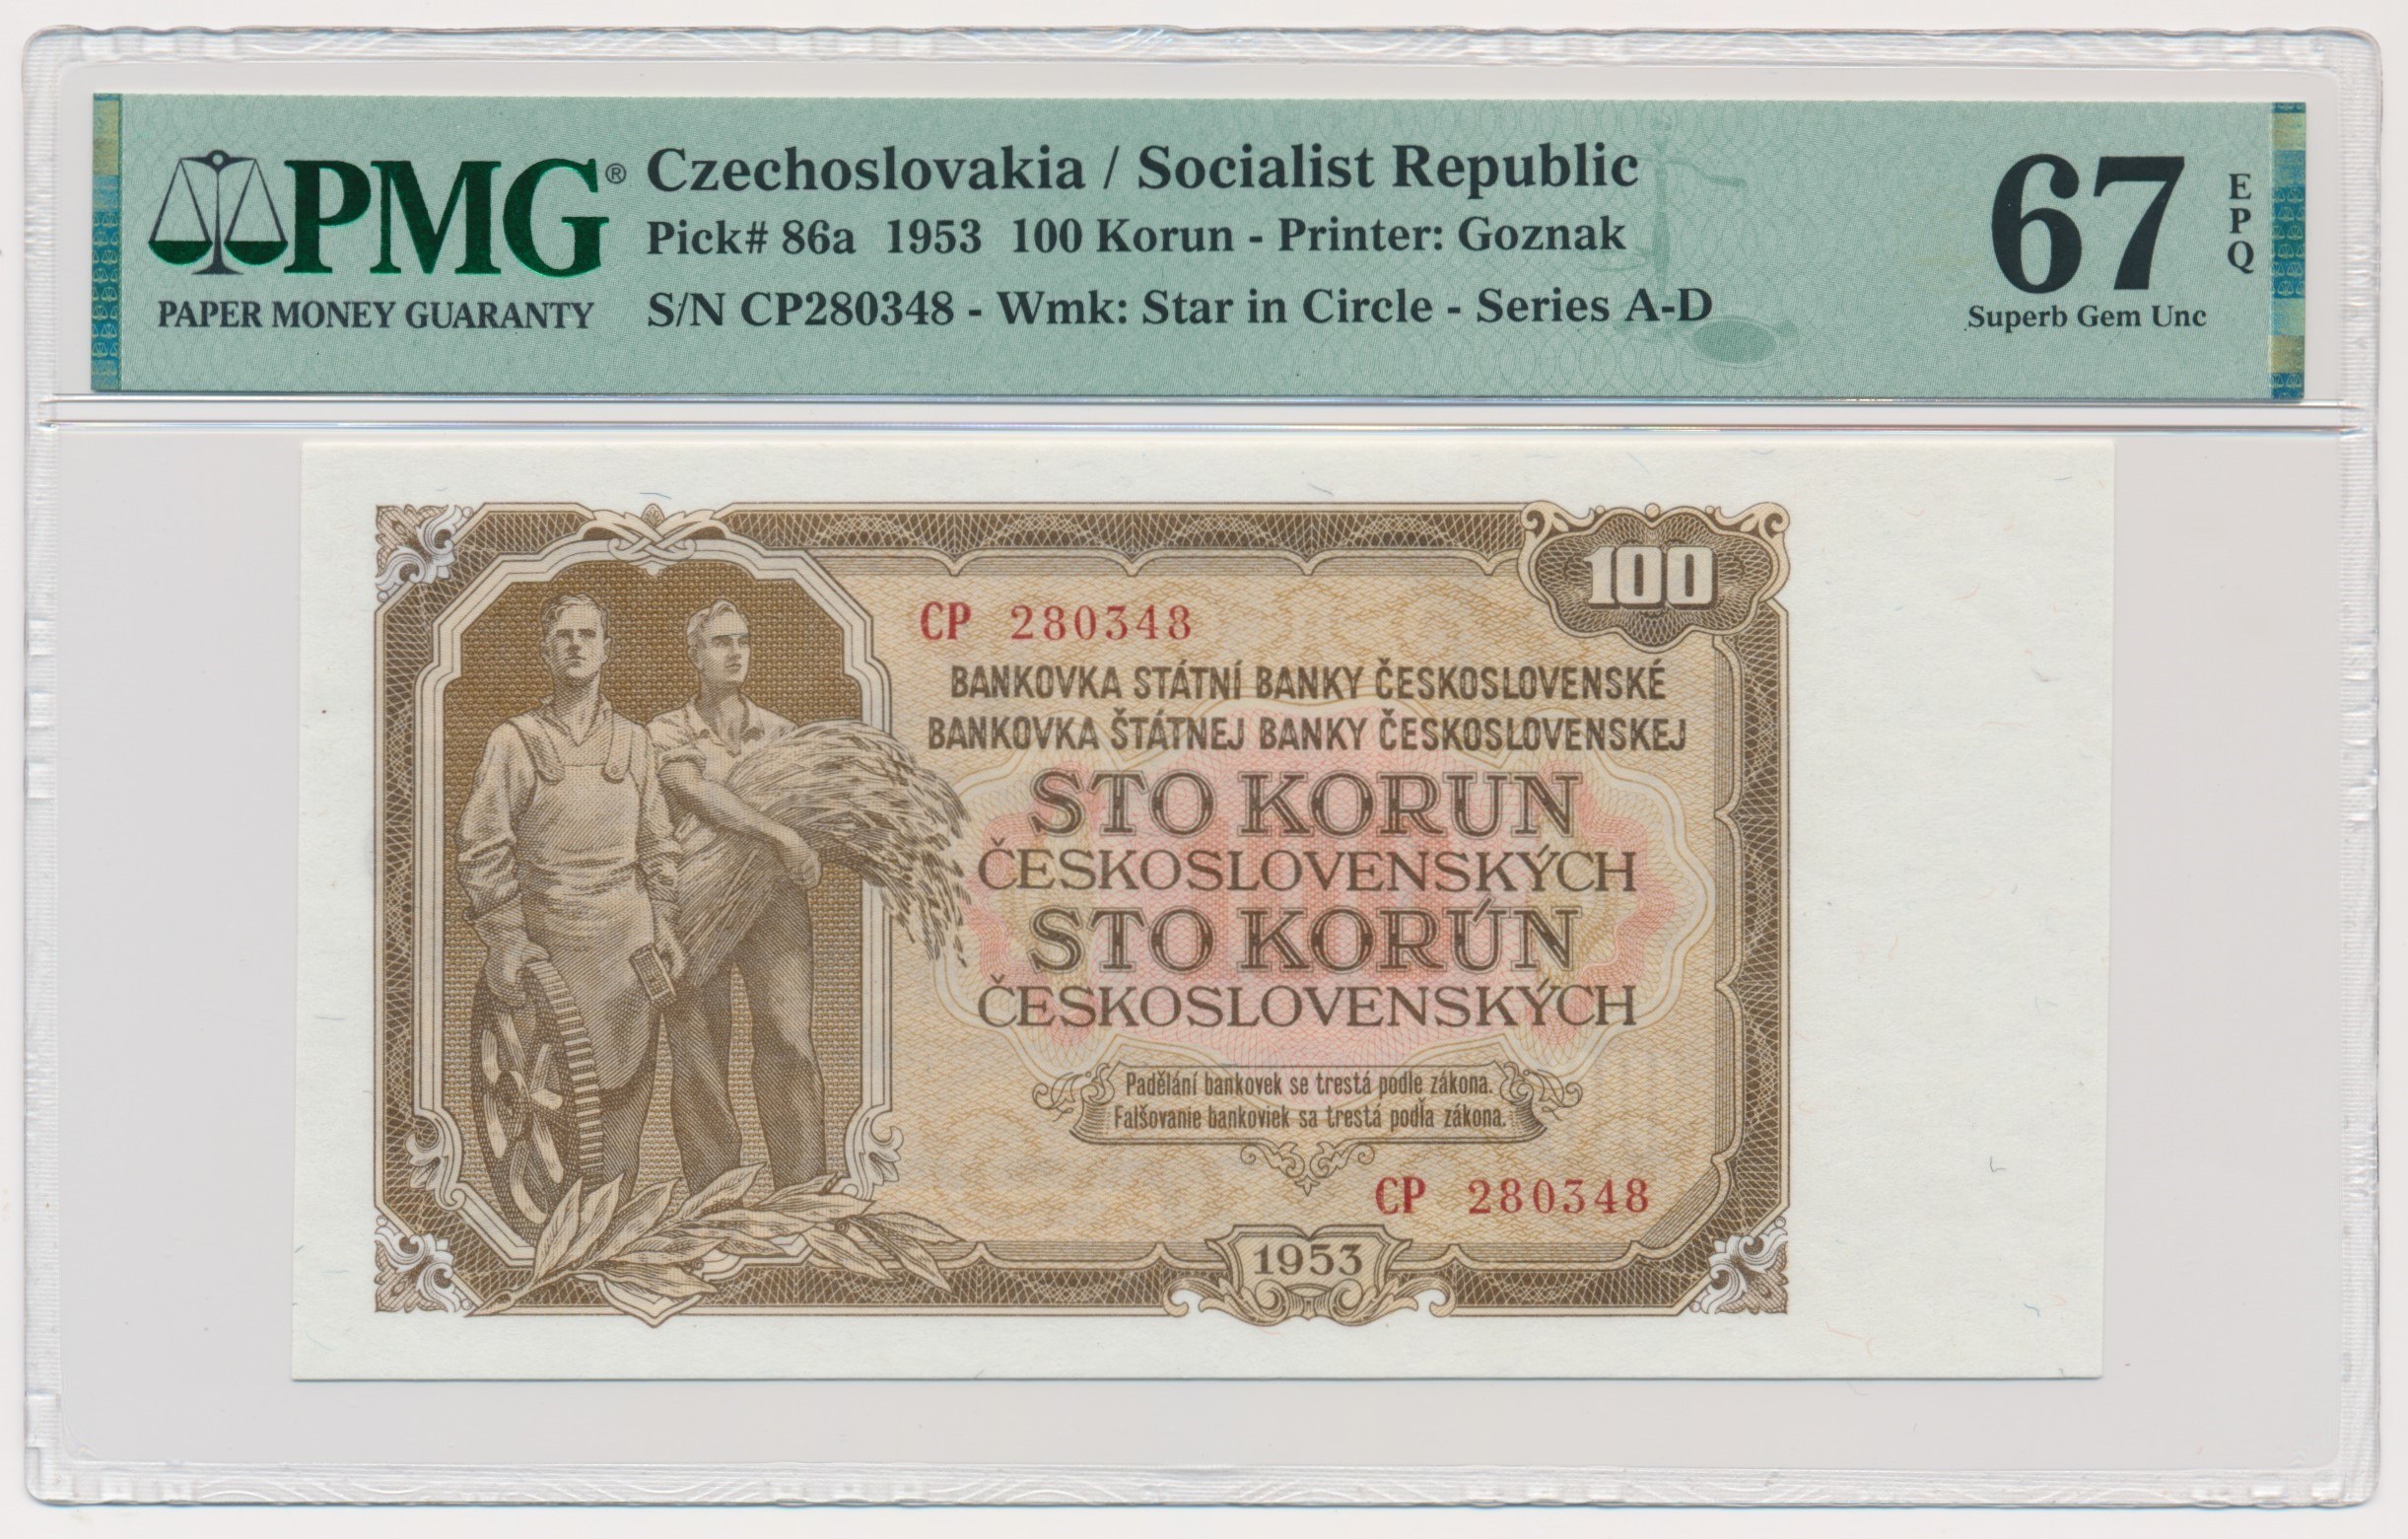 PMG®
PAPER MONEY GUARANTY
Czechoslovakia / Socialist Republic
Pick# 86a 1953 100 Korun - Printer: Goznak
S/N CP280348 - Wmk: Star in Circle - Series A-D
67
EPQ
Superb Gem Unc
100
CP 280348
BANKOVKA STÁTNÍ BANKY ČESKOSLOVENSKÉ
BANKOVKA ŠTÁTNEJ BANKY ČESKOSLOVENSKEJ
STO KORUN
ČESKOSLOVENSKÝCH
STO KORÚN
ČESKOSLOVENSKÝCH
Padělání bankovek se trestá podle zákona.
Falšovanie bankoviek sa trestá podľa zákona.
CP 280348
1953